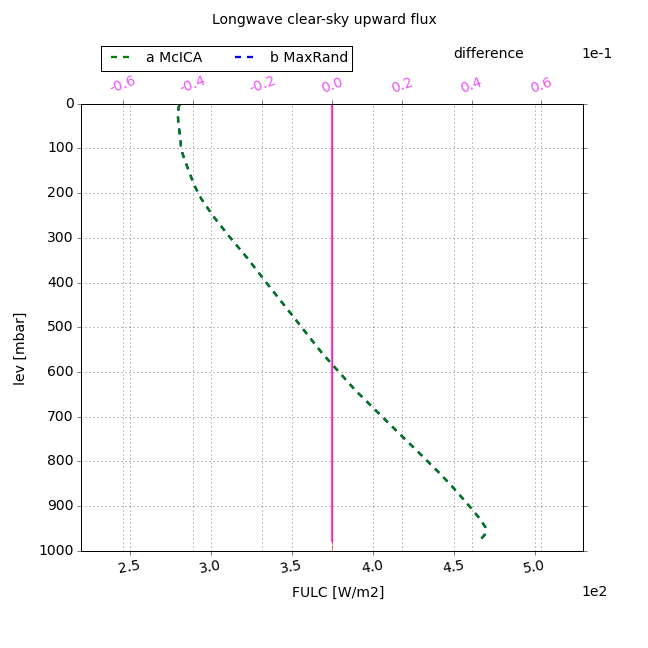 Longwave clear-sky upward flux
a McICA b MaxRand difference 1e-1
-0.6 -0.4 -0.2 0.0 0.2 0.4 0.6
0
100
200
300
400
500
600
700
800
900
1000
lev [mbar]
2.5 3.0 3.5 4.0 4.5 5.0
FULC [W/m2] 1e2